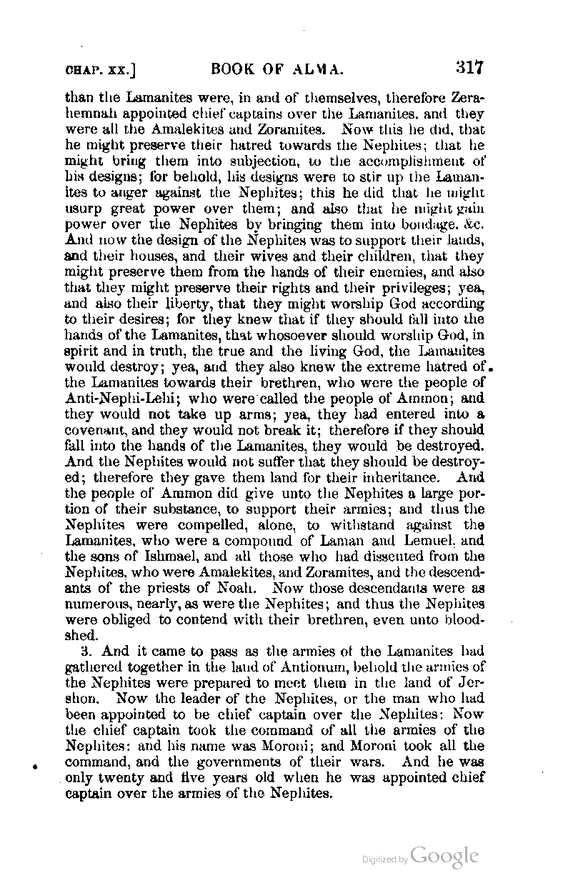 CHAP. XX.] BOOK OF ALMA. 317
than the Lamanites were, in and of themselves, therefore Zera-
hemnah appointed chief captains over the Lamanites, and they
were all the Amalekites and Zoramites. Now this he did, that
he might preserve their hatred towards the Nephites; that he
might bring them into subjection, to the accomplishment of
his designs; for behold, his designs were to stir up the Laman-
ites to anger against the Nephites; this he did that he might
usurp great power over them; and also that he might gain
power over the Nephites by bringing them into bondage, &c.
And now the design of the Nephites was to support their lands,
and their houses, and their wives and their children, that they
might preserve them from the hands of their enemies, and also
that they might preserve their rights and their privileges; yea,
and also their liberty, that they might worship God according
to their desires; for they knew that if they should fall into the
hands of the Lamanites, that whosoever should worship God, in
spirit and in truth, the true and the living God, the Lamanites
would destroy; yea, and they also knew the extreme hatred of
the Lamanites towards their brethren, who were the people of
Anti-Nephi-Lehi; who were called the people of Ammon; and
they would not take up arms; yea, they had entered into a
covenant, and they would not break it; therefore if they should
fall into the hands of the Lamanites, they would be destroyed.
And the Nephites would not suffer that they should be destroy-
ed; therefore they gave them land for their inheritance. And
the people of Ammon did give unto the Nephites a large por-
tion of their substance, to support their armies; and thus the
Nephites were compelled, alone, to withstand against the
Lamanites, who were a compound of Laman and Lemuel, and
the sons of Ishmael, and all those who had dissented from the
Nephites, who were Amalekites, and Zoramites, and the descend-
ants of the priests of Noah. Now those descendants were as
numerous, nearly, as were the Nephites; and thus the Nephites
were obliged to contend with their brethren, even unto blood-
shed.
3. And it came to pass as the armies of the Lamanites had
gathered together in the land of Antionum, behold the armies of
the Nephites were prepared to meet them in the land of Jer-
shon. Now the leader of the Nephites, or the man who had
been appointed to be chief captain over the Nephites: Now
the chief captain took the command of all the armies of the
Nephites: and his name was Moroni; and Moroni took all the
command, and the governments of their wars. And he was
only twenty and five years old when he was appointed chief
captain over the armies of the Nephites.
Digitized by Google